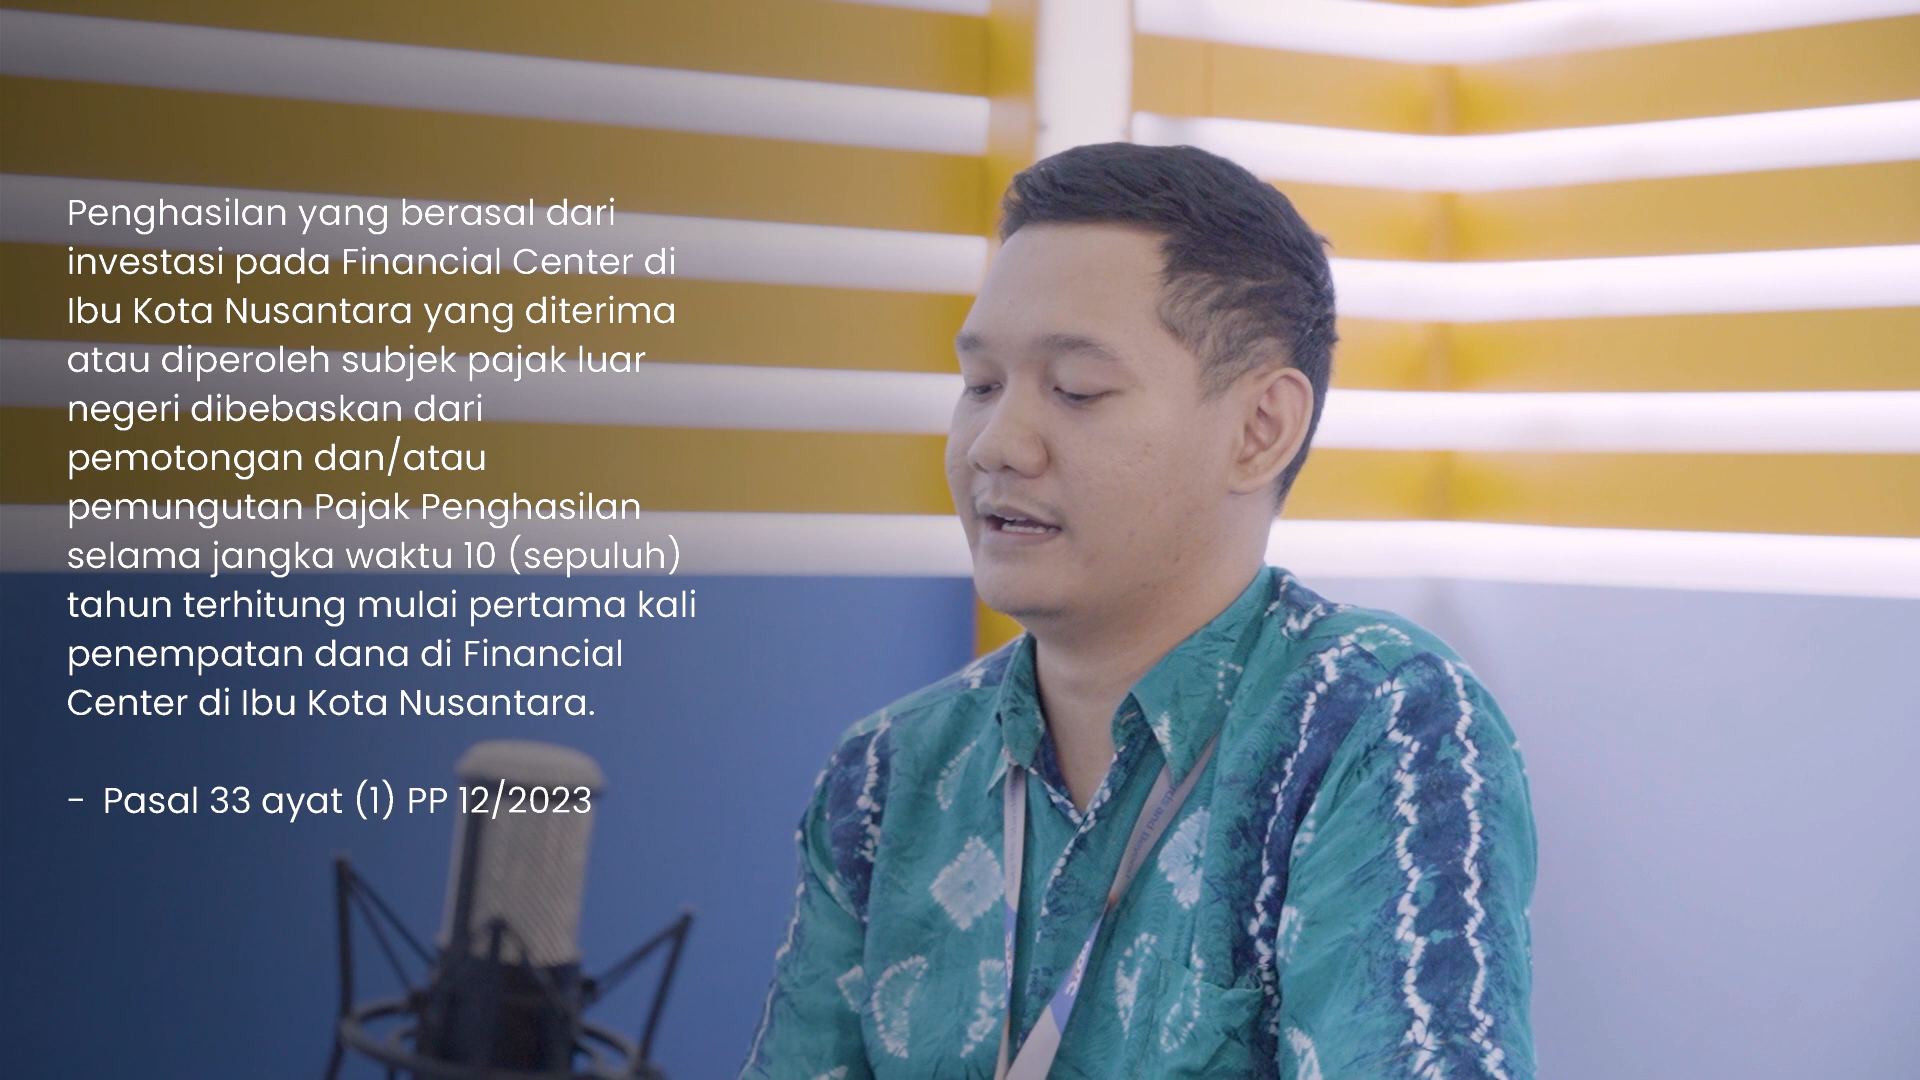 Penghasilan yang berasal dari
investasi pada Financial Center di
Ibu Kota Nusantara yang diterima
atau diperoleh subjek pajak luar
negeri dibebaskan dari
pemotongan dan/atau
pemungutan Pajak Penghasilan
selama jangka waktu 10 (sepuluh)
tahun terhitung mulai pertama kali
penempatan dana di Financial
Center di Ibu Kota Nusantara.
- Pasal 33 ayat (1) PP 12/2023